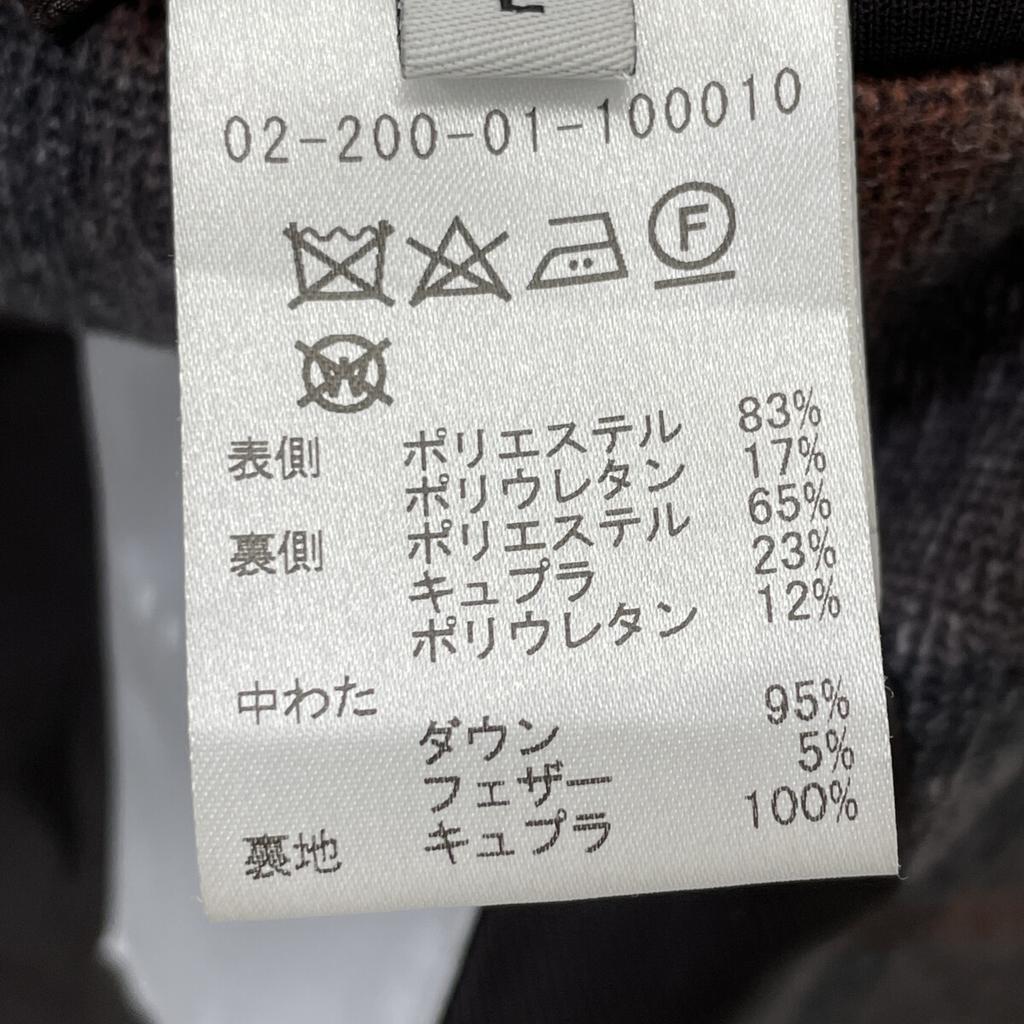 02-200-01-100010
F
W
表側 ポリエステル 83%
ポリウレタン 17%
裏側 ポリエステル 65%
キュプラ 23%
ポリウレタン 12%
中わた
ダウン 95%
フェザー 5%
裏地 キュプラ 100%